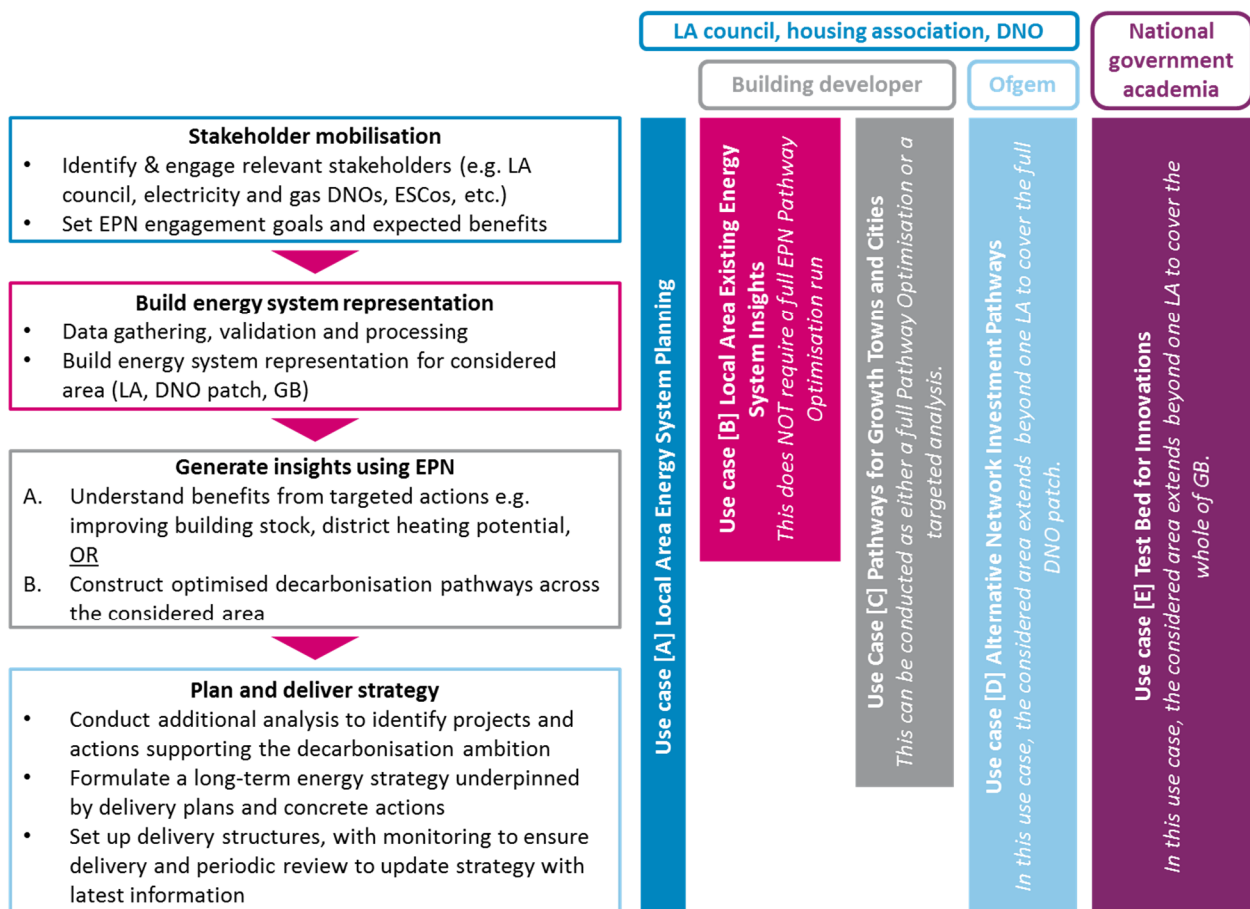 LA council, housing association, DNO
National
government
academia
Building developer
Ofgem
Stakeholder mobilisation
• Identify & engage relevant stakeholders (e.g. LA
council, electricity and gas DNOs, ESCos, etc.)
• Set EPN engagement goals and expected benefits
Build energy system representation
• Data gathering, validation and processing
• Build energy system representation for considered
area (LA, DNO patch, GB)
Generate insights using EPN
A. Understand benefits from targeted actions e.g.
improving building stock, district heating potential,
OR
B. Construct optimised decarbonisation pathways across
the considered area
Plan and deliver strategy
• Conduct additional analysis to identify projects and
actions supporting the decarbonisation ambition
• Formulate a long-term energy strategy underpinned
by delivery plans and concrete actions
• Set up delivery structures, with monitoring to ensure
delivery and periodic review to update strategy with
latest information
Use case [A] Local Area Energy System Planning
Use case [B] Local Area Existing Energy
System Insights
This does NOT require a full EPN Pathway
Optimisation run
Use Case [C] Pathways for Growth Towns and Cities
This can be conducted as either a full Pathway Optimisation or a
targeted analysis.
Use case [D] Alternative Network Investment Pathways
In this use case, the considered area extends beyond one LA to cover the full
DNO patch.
Use case [E] Test Bed for Innovations
In this use case, the considered area extends beyond one LA to cover the
whole of GB.